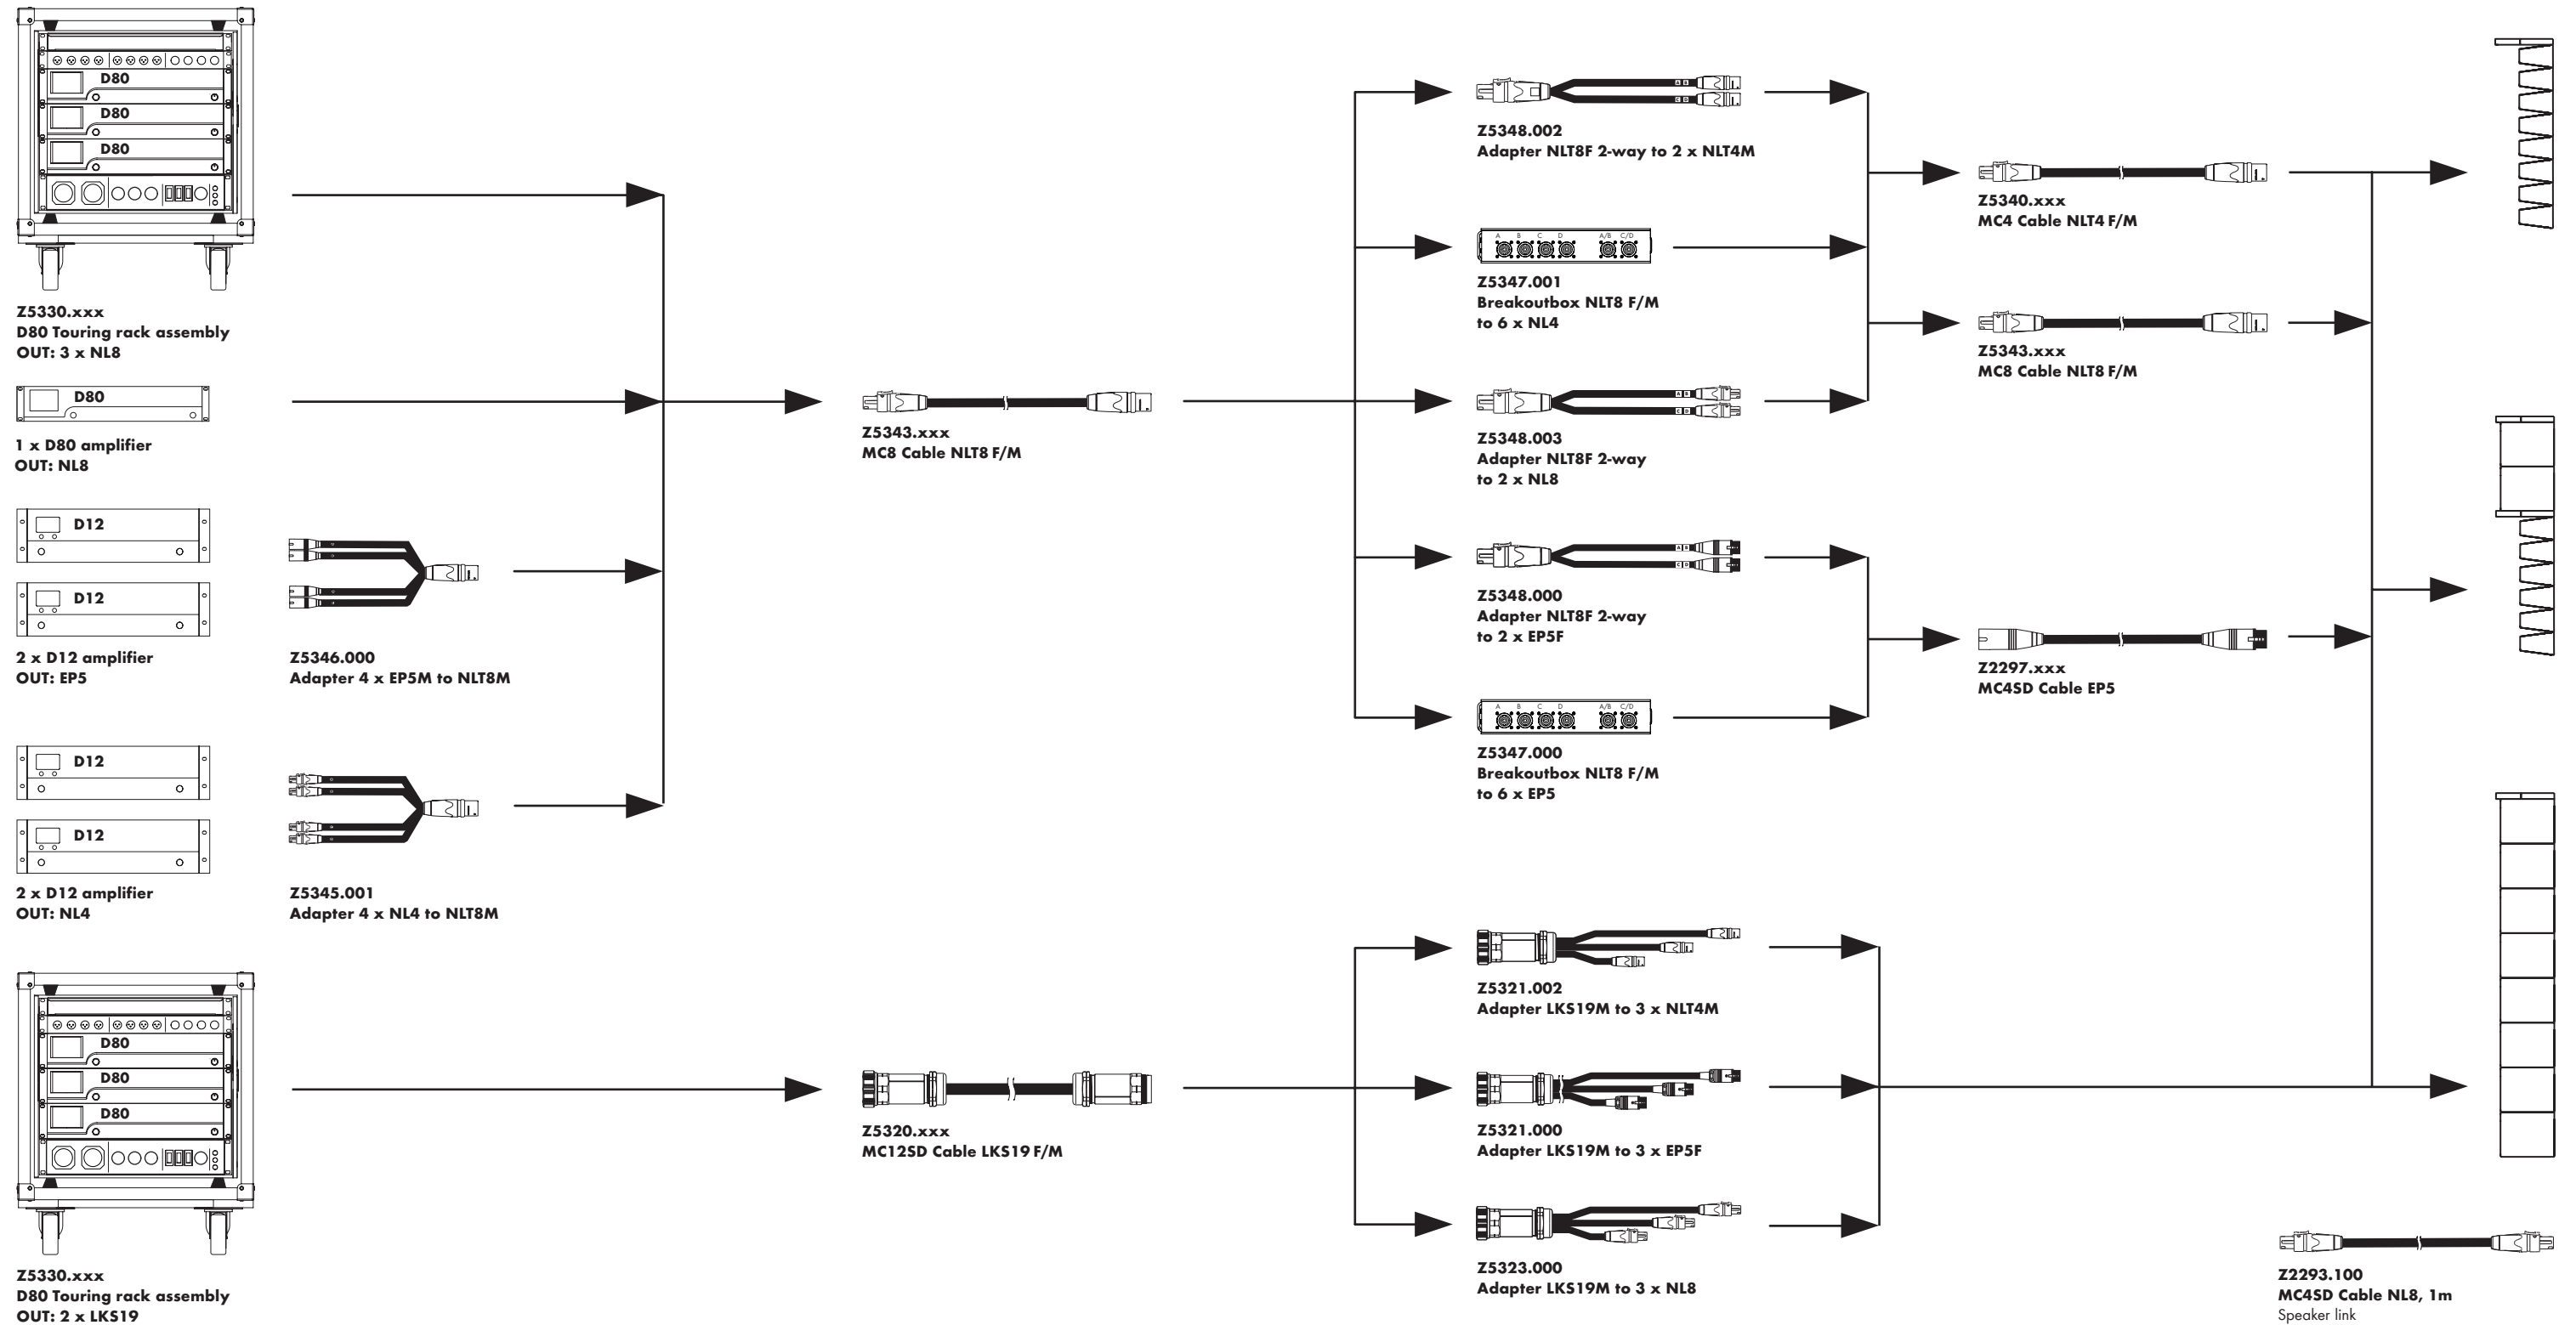 D80
D80
D80
Z5330.xxx
D80 Touring rack assembly
OUT: 3 x NL8
D80
1 x D80 amplifier
OUT: NL8
D12
D12
2 x D12 amplifier
OUT: EP5
Z5346.000
Adapter 4 x EP5M to NLT8M
D12
D12
2 x D12 amplifier
OUT: NL4
Z5345.001
Adapter 4 x NL4 to NLT8M
D80
D80
D80
Z5330.xxx
D80 Touring rack assembly
OUT: 2 x LKS19
Z5343.xxx
MC8 Cable NLT8 F/M
Z5320.xxx
MC12SD Cable LKS19 F/M
A B
C D
Z5348.002
Adapter NLT8F 2-way to 2 x NLT4M
A B C D A/B C/D
Z5347.001
Breakoutbox NLT8 F/M
to 6 x NL4
A B
C D
Z5348.003
Adapter NLT8F 2-way
to 2 x NL8
A B
C D
Z5348.000
Adapter NLT8F 2-way
to 2 x EP5F
A B C D A/B C/D
Z5347.000
Breakoutbox NLT8 F/M
to 6 x EP5
Z5321.002
Adapter LKS19M to 3 x NLT4M
Z5321.000
Adapter LKS19M to 3 x EP5F
Z5323.000
Adapter LKS19M to 3 x NL8
Z5340.xxx
MC4 Cable NLT4 F/M
Z5343.xxx
MC8 Cable NLT8 F/M
Z2297.xxx
MC4SD Cable EP5
Z2293.100
MC4SD Cable NL8, 1m
Speaker link